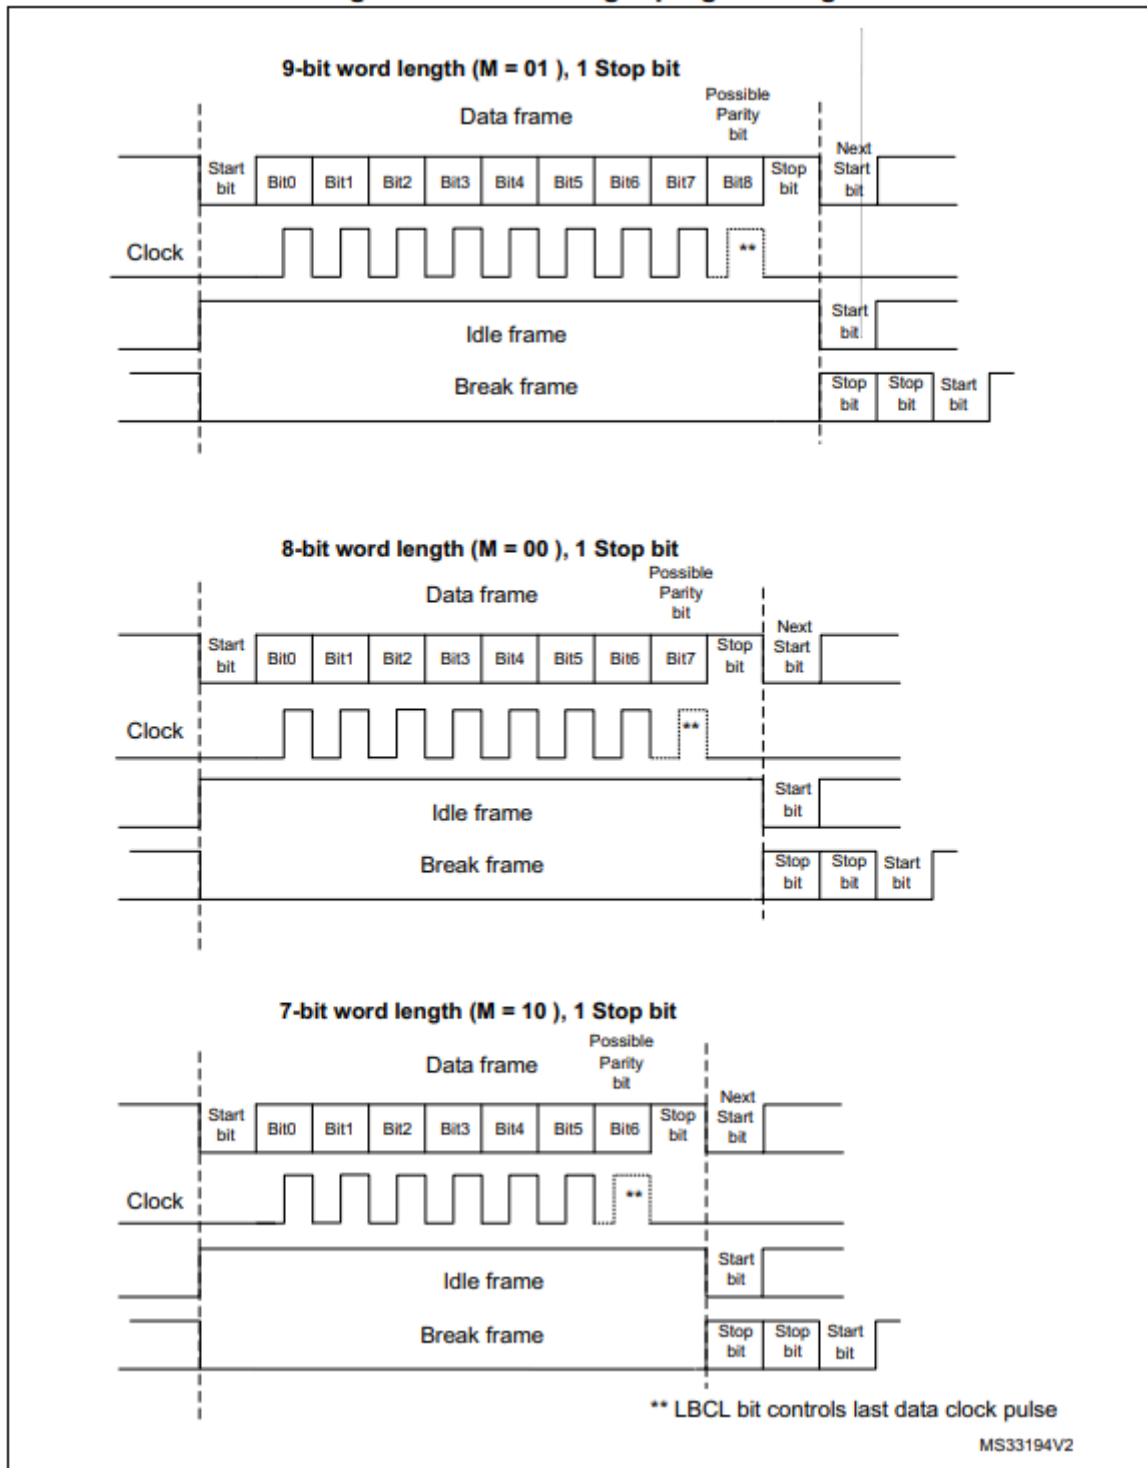 9-bit word length (M = 01 ), 1 Stop bit
Data frame
Possible
Parity
bit
Start
bit
Bit0 Bit1 Bit2 Bit3 Bit4 Bit5 Bit6 Bit7 Bit8
Stop
bit
Next
Start
bit
Clock
**
Idle frame
Start
bit
Break frame
Stop
bit
Stop
bit
Start
bit
8-bit word length (M = 00 ), 1 Stop bit
Data frame
Possible
Parity
bit
Start
bit
Bit0 Bit1 Bit2 Bit3 Bit4 Bit5 Bit6 Bit7
Stop
bit
Next
Start
bit
Clock
**
Idle frame
Start
bit
Break frame
Stop
bit
Stop
bit
Start
bit
7-bit word length (M = 10 ), 1 Stop bit
Data frame
Possible
Parity
bit
Start
bit
Bit0 Bit1 Bit2 Bit3 Bit4 Bit5 Bit6
Stop
bit
Next
Start
bit
Clock
**
Idle frame
Start
bit
Break frame
Stop
bit
Stop
bit
Start
bit
** LBCL bit controls last data clock pulse
MS33194V2